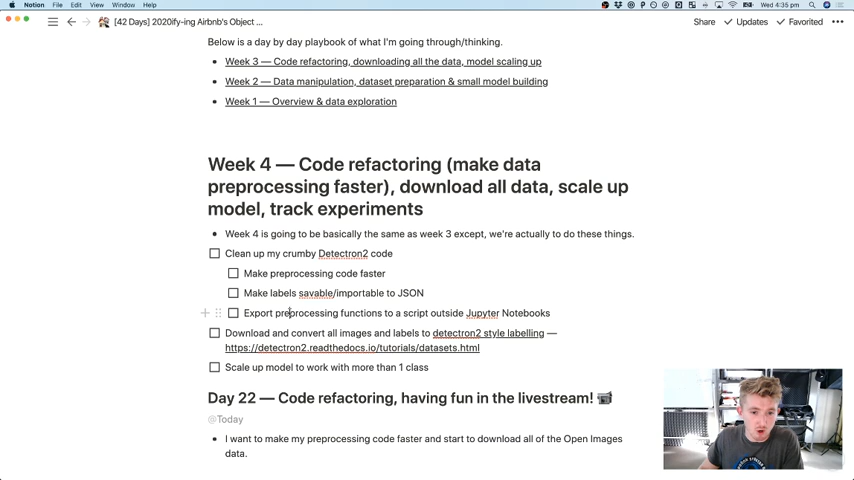 Notion File Edit View Window Help
Wed 4:35 pm
[42 Days] 2020ify-ing Airbnb's Object ...
Share Updates Favorited
Below is a day by day playbook of what I'm going through/thinking.
Week 3 — Code refactoring, downloading all the data, model scaling up
Week 2 — Data manipulation, dataset preparation & small model building
Week 1 — Overview & data exploration
Week 4 — Code refactoring (make data
preprocessing faster), download all data, scale up
model, track experiments
Week 4 is going to be basically the same as week 3 except, we're actually to do these things.
Clean up my crumby Detectron2 code
Make preprocessing code faster
Make labels savable/importable to JSON
Export preprocessing functions to a script outside Jupyter Notebooks
Download and convert all images and labels to detectron2 style labelling —
https://detectron2.readthedocs.io/tutorials/datasets.html
Scale up model to work with more than 1 class
Day 22 — Code refactoring, having fun in the livestream!
@Today
I want to make my preprocessing code faster and start to download all of the Open Images
data.